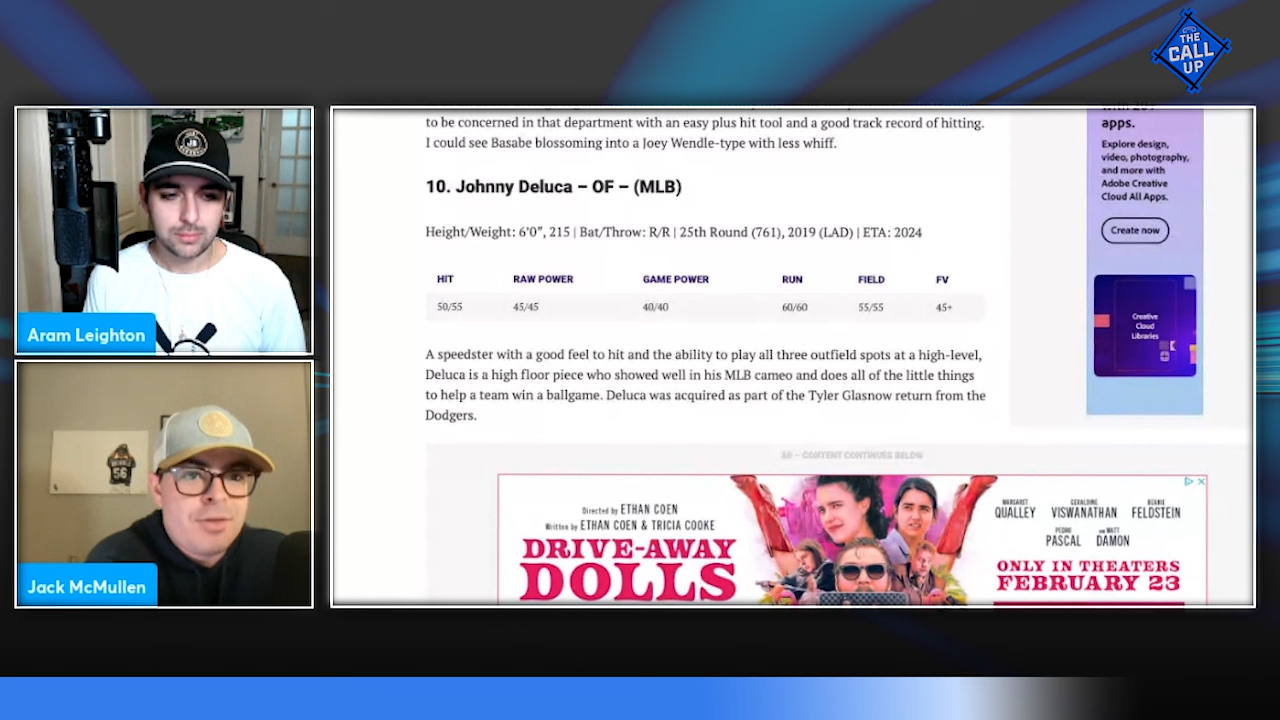 THE
CALL
UP
Aram Leighton
56
Jack McMullen
to be concerned in that department with an easy plus hit tool and a good track record of hitting.
I could see Basabe blossoming into a Joey Wendle-type with less whiff.
10. Johnny Deluca – OF – (MLB)
Height/Weight: 6’0″, 215 | Bat/Throw: R/R | 25th Round (761), 2019 (LAD) | ETA: 2024
HIT RAW POWER GAME POWER RUN FIELD FV
50/55 45/45 40/40 60/60 55/55 45+
A speedster with a good feel to hit and the ability to play all three outfield spots at a high-level,
Deluca is a high floor piece who showed well in his MLB cameo and does all of the little things
to help a team win a ballgame. Deluca was acquired as part of the Tyler Glasnow return from the
Dodgers.
apps.
Explore design,
video, photography,
and more with
Adobe Creative
Cloud All Apps.
Create now
Creative
Cloud
Libraries
CONTENT CONTINUES BELOW
Directed by ETHAN COEN
Written by ETHAN COEN & TRICIA COOKE
DRIVE-AWAY
DOLLS
MARGARET QUALLEY GERALDINE VISWANATHAN BEANIE FELDSTEIN
PEDRO PASCAL AND MATT DAMON
ONLY IN THEATERS
FEBRUARY 23